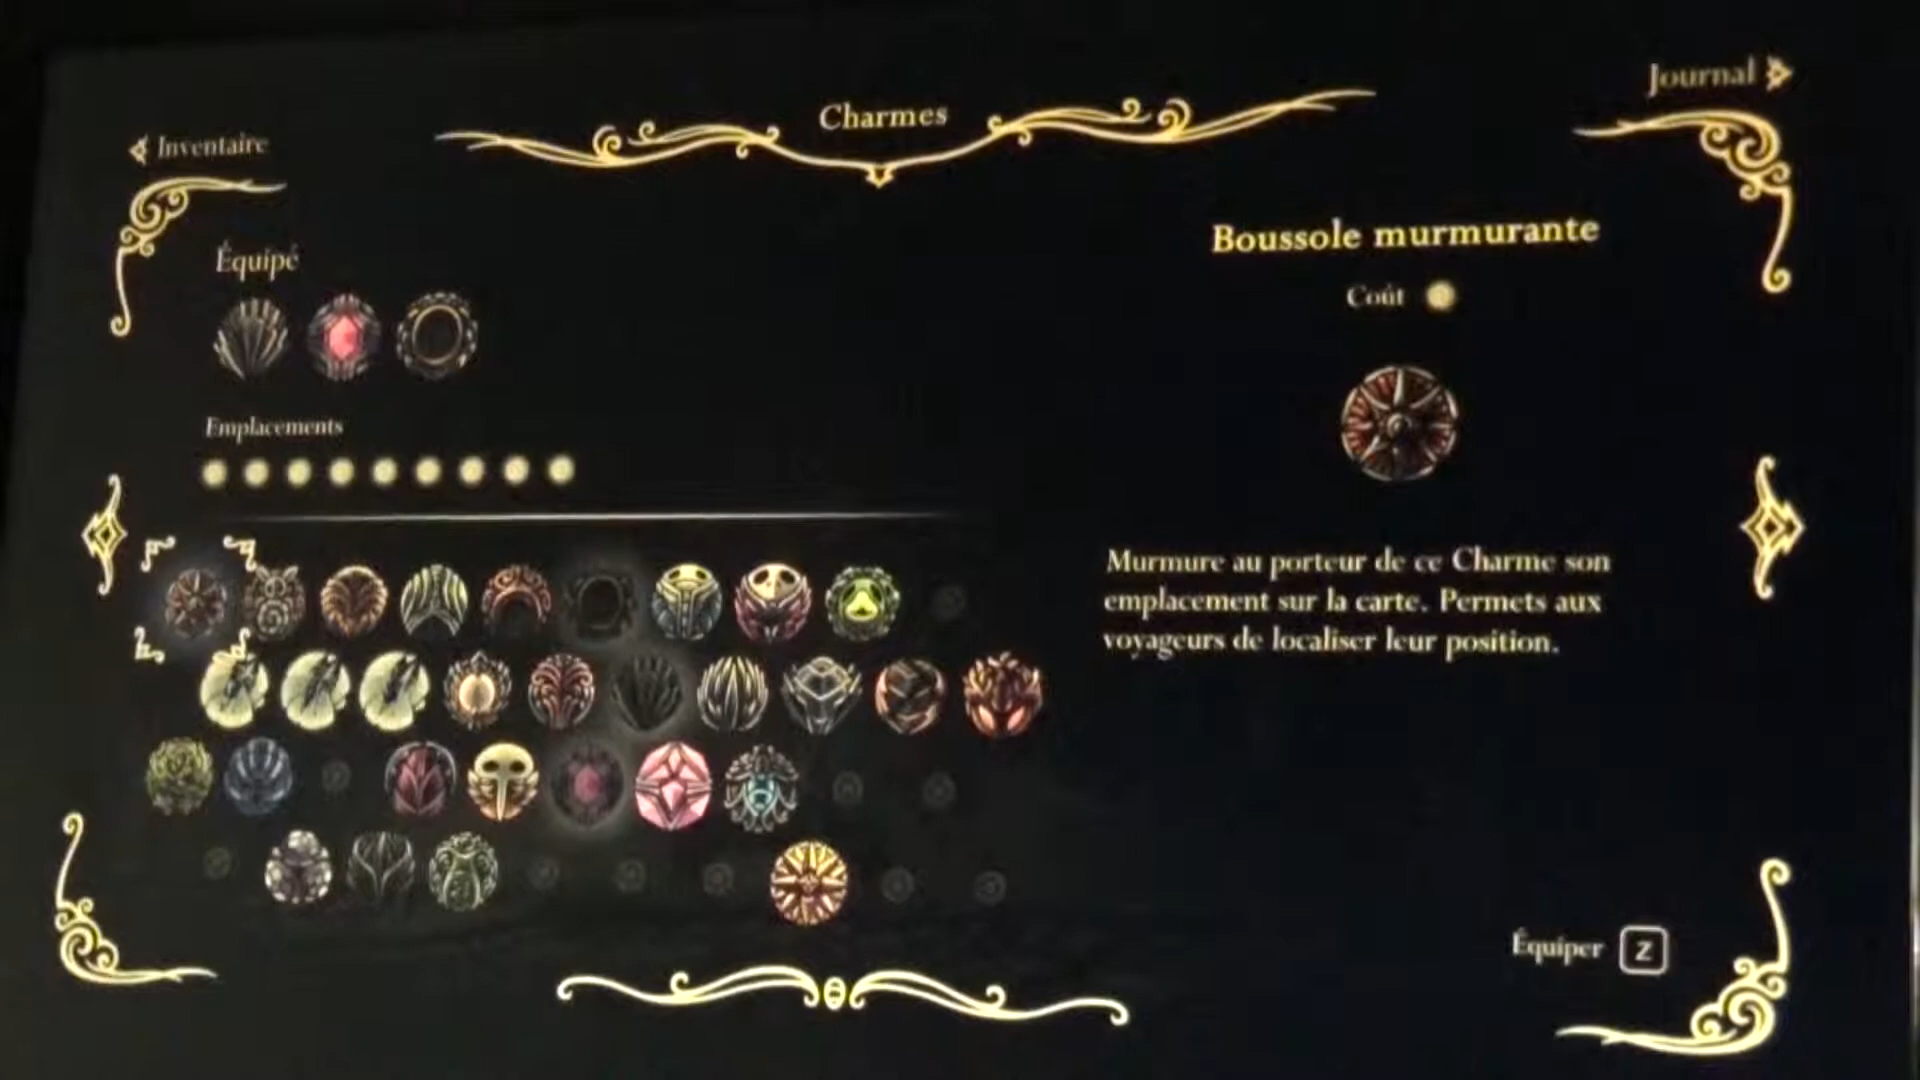 Charmes
Journal
Inventaire
Équipé
Emplacements
Boussole murmurante
Coût
Murmure au porteur de ce Charme son
emplacement sur la carte. Permets aux
voyageurs de localiser leur position.
Équiper Z